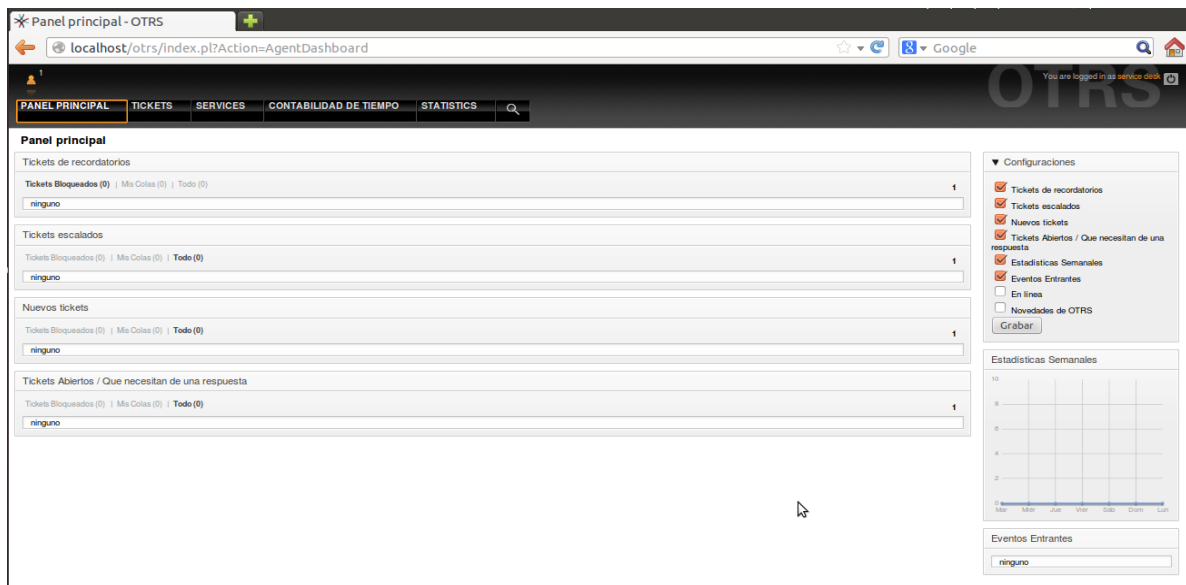 Panel principal - OTRS
localhost/otrs/index.pl?Action=AgentDashboard
Google
1
You are logged in as service desk
OTRS
PANEL PRINCIPAL TICKETS SERVICES CONTABILIDAD DE TIEMPO STATISTICS
Panel principal
Tickets de recordatorios
Tickets Bloqueados (0) | Mis Colas (0) | Todo (0)
1
ninguno
Tickets escalados
Tickets Bloqueados (0) | Mis Colas (0) | Todo (0)
1
ninguno
Nuevos tickets
Tickets Bloqueados (0) | Mis Colas (0) | Todo (0)
1
ninguno
Tickets Abiertos / Que necesitan de una respuesta
Tickets Bloqueados (0) | Mis Colas (0) | Todo (0)
1
ninguno
Configuraciones
Tickets de recordatorios
Tickets escalados
Nuevos tickets
Tickets Abiertos / Que necesitan de una
respuesta
Estadísticas Semanales
Eventos Entrantes
En línea
Novedades de OTRS
Grabar
Estadísticas Semanales
10
8
6
4
2
0
Mar Miér Jue Vier Sáb Dom Lun
Eventos Entrantes
ninguno